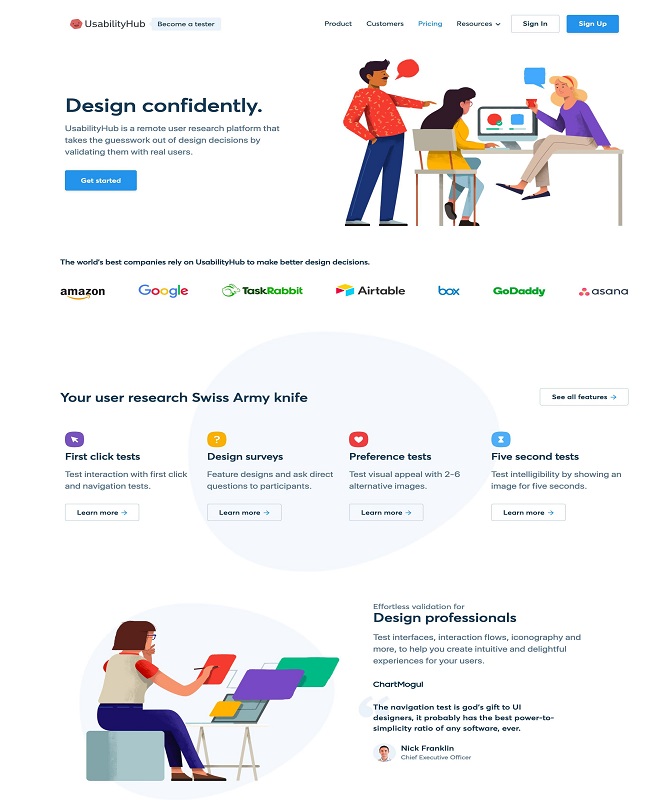 UsabilityHub
Become a tester
Product
Customers
Pricing
Resources
Sign In
Sign Up
Design confidently.
UsabilityHub is a remote user research platform that
takes the guesswork out of design decisions by
validating them with real users.
Get started
The world's best companies rely on UsabilityHub to make better design decisions.
amazon
Google
TaskRabbit
Airtable
box
GoDaddy
asana
Your user research Swiss Army knife
See all features →
First click tests
Test interaction with first click
and navigation tests.
Learn more →
?
Design surveys
Feature designs and ask direct
questions to participants.
Learn more →
Preference tests
Test visual appeal with 2–6
alternative images.
Learn more →
Five second tests
Test intelligibility by showing an
image for five seconds.
Learn more →
Effortless validation for
Design professionals
Test interfaces, interaction flows, iconography and
more, to help you create intuitive and delightful
experiences for your users.
ChartMogul
“
The navigation test is god's gift to UI
designers, it probably has the best power-to-
simplicity ratio of any software, ever.
Nick Franklin
Chief Executive Officer